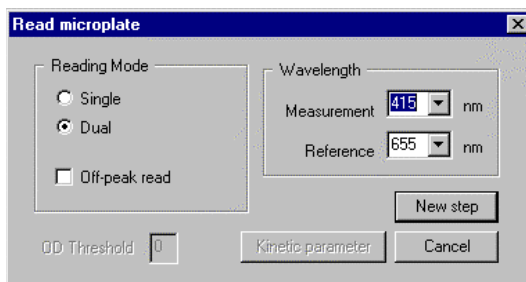 Read microplate
Reading Mode
Single
Dual
Off-peak read
Wavelength
Measurement 415 nm
Reference 655 nm
New step
OD Threshold 0
Kinetic parameter
Cancel